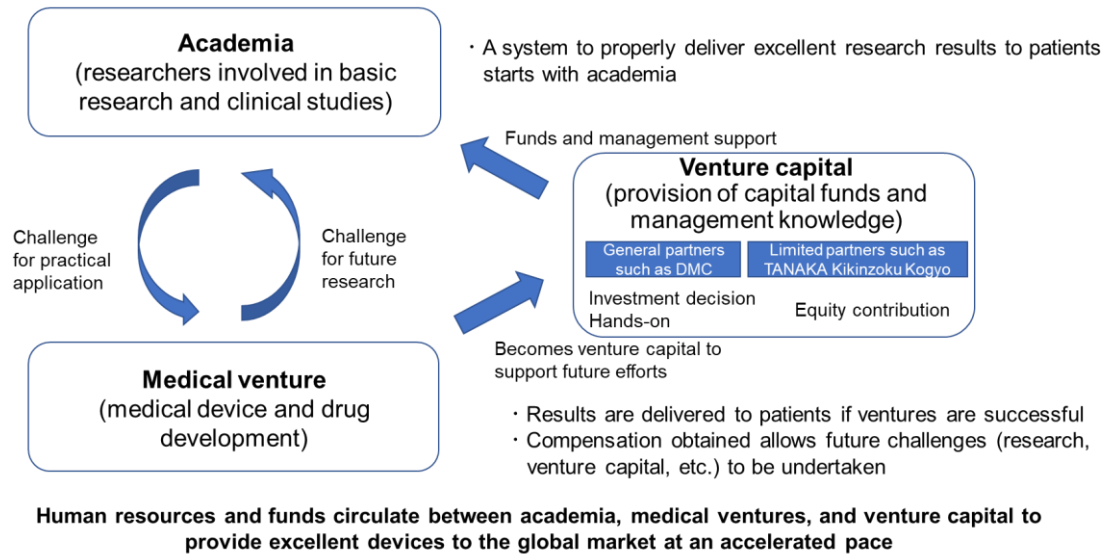 Academia
(researchers involved in basic
research and clinical studies)
・A system to properly deliver excellent research results to patients
starts with academia
Funds and management support
Venture capital
(provision of capital funds and
management knowledge)
General partners
such as DMC
Limited partners such as
TANAKA Kikinzoku Kogyo
Investment decision
Hands-on
Equity contribution
Challenge
for practical
application
Challenge
for future
research
Becomes venture capital to
support future efforts
Medical venture
(medical device and drug
development)
・Results are delivered to patients if ventures are successful
・Compensation obtained allows future challenges (research,
venture capital, etc.) to be undertaken
Human resources and funds circulate between academia, medical ventures, and venture capital to
provide excellent devices to the global market at an accelerated pace